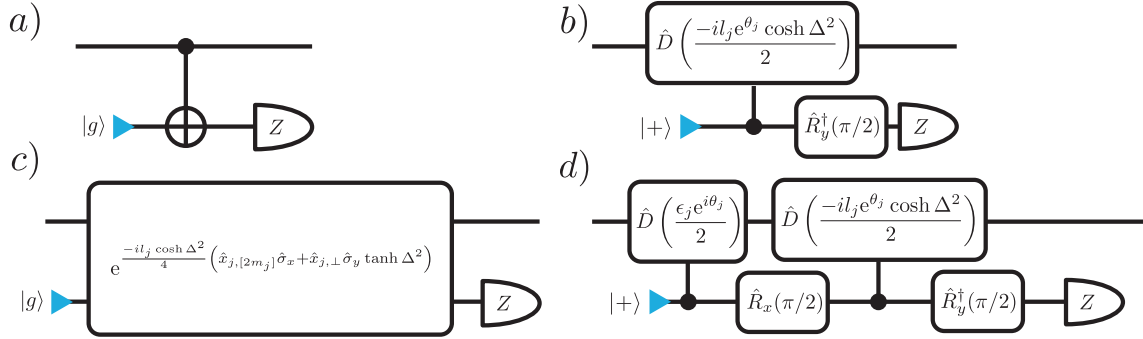 a)
|g⟩ Z
b)
D̂ ( −il_j e^{θ_j} cosh Δ² / 2 )
|+⟩ R̂_y^†(π/2) Z
c)
e^{ −il_j cosh Δ² / 4 ( x̂_{j,[2m_j]} σ̂_x + x̂_{j,⊥} σ̂_y tanh Δ² ) }
|g⟩ Z
d)
D̂ ( ϵ_j e^{iθ_j} / 2 ) D̂ ( −il_j e^{θ_j} cosh Δ² / 2 )
|+⟩ R̂_x(π/2) R̂_y^†(π/2) Z